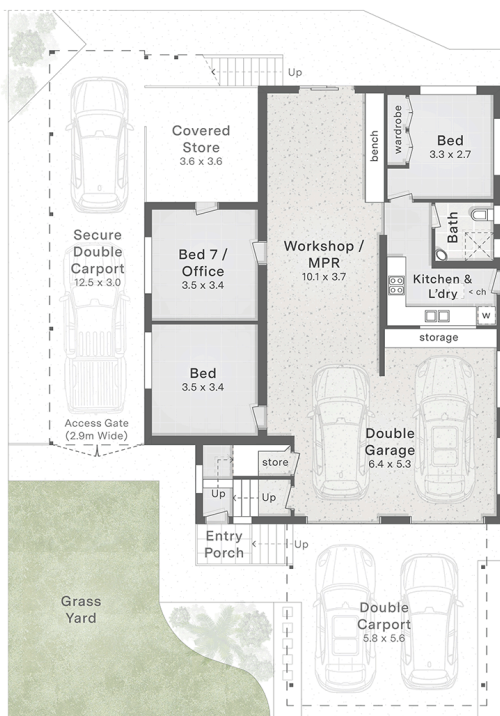 Up
Covered
Store
3.6 x 3.6
bench
wardrobe
Bed
3.3 x 2.7
Bath
Secure
Double
Carport
12.5 x 3.0
Bed 7 /
Office
3.5 x 3.4
Workshop /
MPR
10.1 x 3.7
Kitchen &
L'dry
< ch
w
storage
Bed
3.5 x 3.4
Access Gate
(2.9m Wide)
Double
Garage
6.4 x 5.3
store
Up
Up
Entry
Porch
Up
Grass
Yard
Double
Carport
5.8 x 5.6